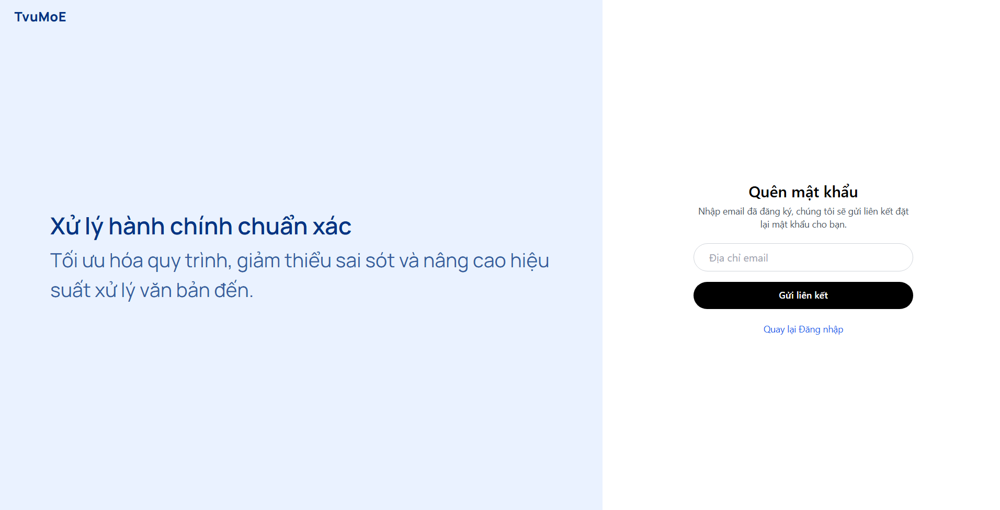 TvuMoE
Xử lý hành chính chuẩn xác
Tối ưu hóa quy trình, giảm thiểu sai sót và nâng cao hiệu
suất xử lý văn bản đến.
Quên mật khẩu
Nhập email đã đăng ký, chúng tôi sẽ gửi liên kết đặt
lại mật khẩu cho bạn.
Địa chỉ email
Gửi liên kết
Quay lại Đăng nhập